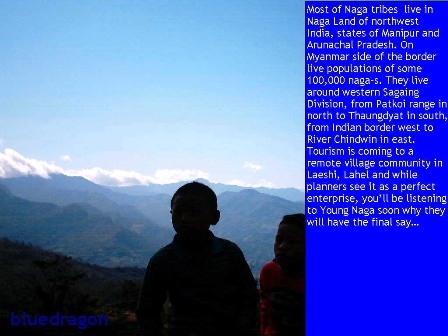 Most of Naga tribes live in
Naga Land of northwest
India, states of Manipur and
Arunachal Pradesh. On
Myanmar side of the border
live populations of some
100,000 naga-s. They live
around western Sagaing
Division, from Patkoi range in
north to Thaungdyat in south,
from Indian border west to
River Chindwin in east.
Tourism is coming to a
remote village community in
Laeshi, Lahel and while
planners see it as a perfect
enterprise, you'll be listening
to Young Naga soon why they
will have the final say…
bluedragon